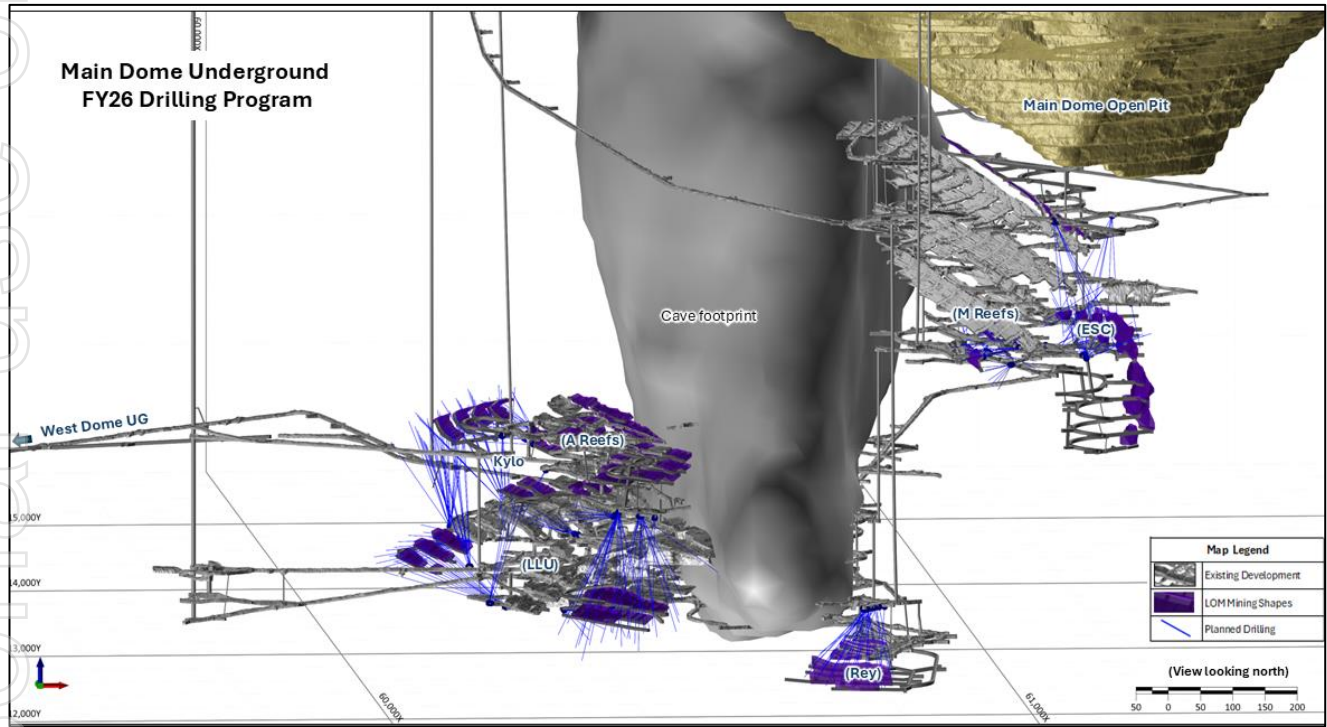 60,000X
Main Dome Underground
FY26 Drilling Program
Main Dome Open Pit
Cave footprint
(M Reefs)
(ESC)
West Dome UG
(A Reefs)
Kylo
15,000Y
(LLU)
14,000Y
13,000Y
(Rey)
12,000Y
60,000X
61,000X
Map Legend
Existing Development
LOM Mining Shapes
Planned Drilling
(View looking north)
50 0 50 100 150 200